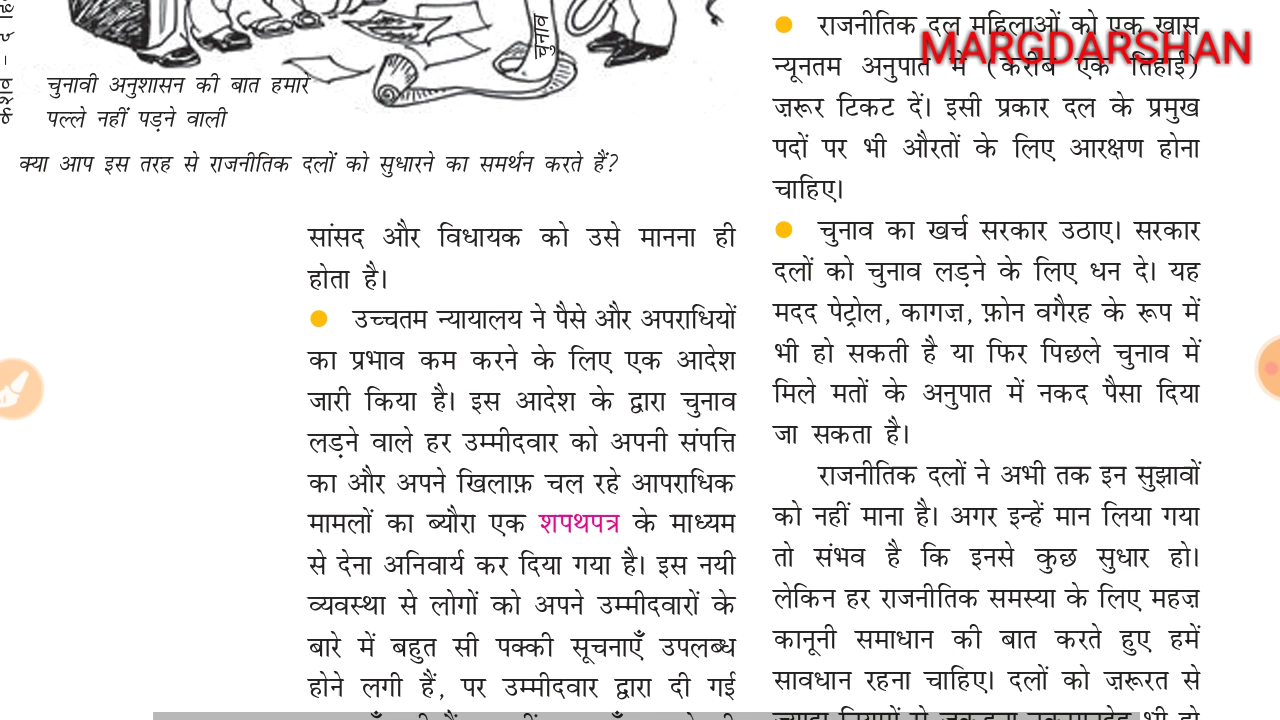 चुनाव
चुनावी अनुशासन की बात हमारे
पल्ले नहीं पड़ने वाली
क्या आप इस तरह से राजनीतिक दलों को सुधारने का समर्थन करते हैं?
सांसद और विधायक को उसे मानना ही
होता है।
● उच्चतम न्यायालय ने पैसे और अपराधियों
का प्रभाव कम करने के लिए एक आदेश
जारी किया है। इस आदेश के द्वारा चुनाव
लड़ने वाले हर उम्मीदवार को अपनी संपत्ति
का और अपने खिलाफ़ चल रहे आपराधिक
मामलों का ब्यौरा एक शपथपत्र के माध्यम
से देना अनिवार्य कर दिया गया है। इस नयी
व्यवस्था से लोगों को अपने उम्मीदवारों के
बारे में बहुत सी पक्की सूचनाएँ उपलब्ध
होने लगी हैं, पर उम्मीदवार द्वारा दी गई
● राजनीतिक दल महिलाओं को एक खास
MARGDARSHAN
न्यूनतम अनुपात में (करीब एक तिहाई)
ज़रूर टिकट दें। इसी प्रकार दल के प्रमुख
पदों पर भी औरतों के लिए आरक्षण होना
चाहिए।
● चुनाव का खर्च सरकार उठाए। सरकार
दलों को चुनाव लड़ने के लिए धन दे। यह
मदद पेट्रोल, कागज़, फ़ोन वगैरह के रूप में
भी हो सकती है या फिर पिछले चुनाव में
मिले मतों के अनुपात में नकद पैसा दिया
जा सकता है।
राजनीतिक दलों ने अभी तक इन सुझावों
को नहीं माना है। अगर इन्हें मान लिया गया
तो संभव है कि इनसे कुछ सुधार हो।
लेकिन हर राजनीतिक समस्या के लिए महज़
कानूनी समाधान की बात करते हुए हमें
सावधान रहना चाहिए। दलों को ज़रूरत से